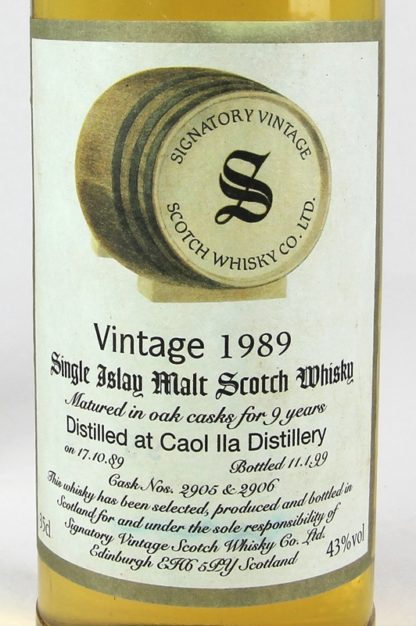 SIGNATORY VINTAGE
S
SCOTCH WHISKY CO. LTD.
Vintage 1989
Single Islay Malt Scotch Whisky
Matured in oak casks for 9 years
Distilled at Caol Ila Distillery
on 17.10.89 Bottled 11.1.99
Cask Nos. 2905 & 2906
This whisky has been selected, produced and bottled in
Scotland for and under the sole responsibility of
Signatory Vintage Scotch Whisky Co. Ltd.
Edinburgh EH6 5PY Scotland
35cl 43% vol